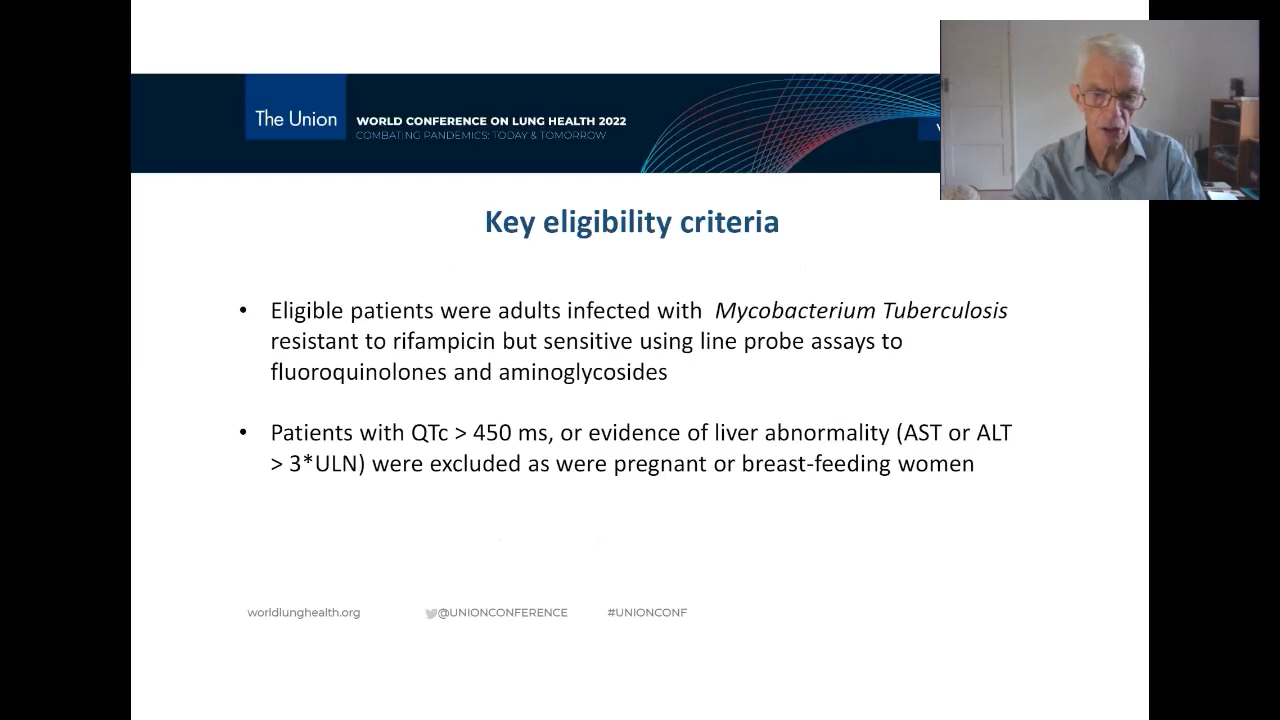 The Union
WORLD CONFERENCE ON LUNG HEALTH 2022
COMBATING PANDEMICS: TODAY & TOMORROW
Key eligibility criteria
• Eligible patients were adults infected with Mycobacterium Tuberculosis
resistant to rifampicin but sensitive using line probe assays to
fluoroquinolones and aminoglycosides
• Patients with QTc > 450 ms, or evidence of liver abnormality (AST or ALT
> 3*ULN) were excluded as were pregnant or breast-feeding women
worldlunghealth.org @UNIONCONFERENCE #UNIONCONF